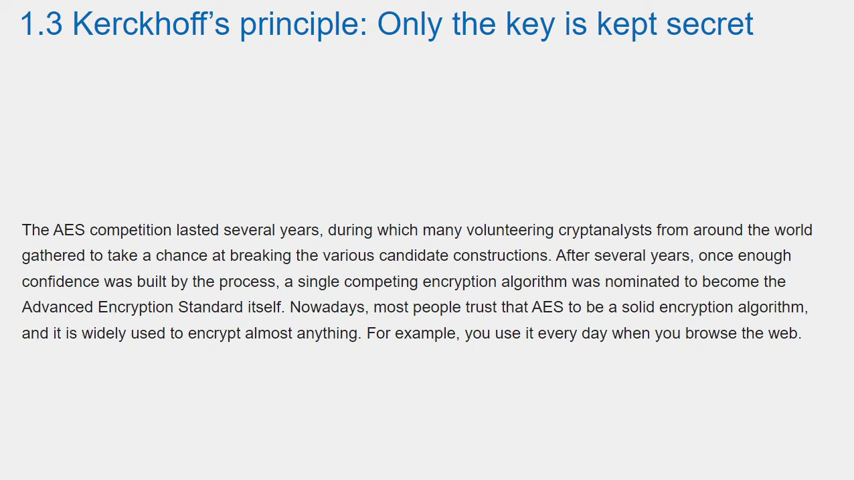 1.3 Kerckhoff’s principle: Only the key is kept secret
The AES competition lasted several years, during which many volunteering cryptanalysts from around the world
gathered to take a chance at breaking the various candidate constructions. After several years, once enough
confidence was built by the process, a single competing encryption algorithm was nominated to become the
Advanced Encryption Standard itself. Nowadays, most people trust that AES to be a solid encryption algorithm,
and it is widely used to encrypt almost anything. For example, you use it every day when you browse the web.